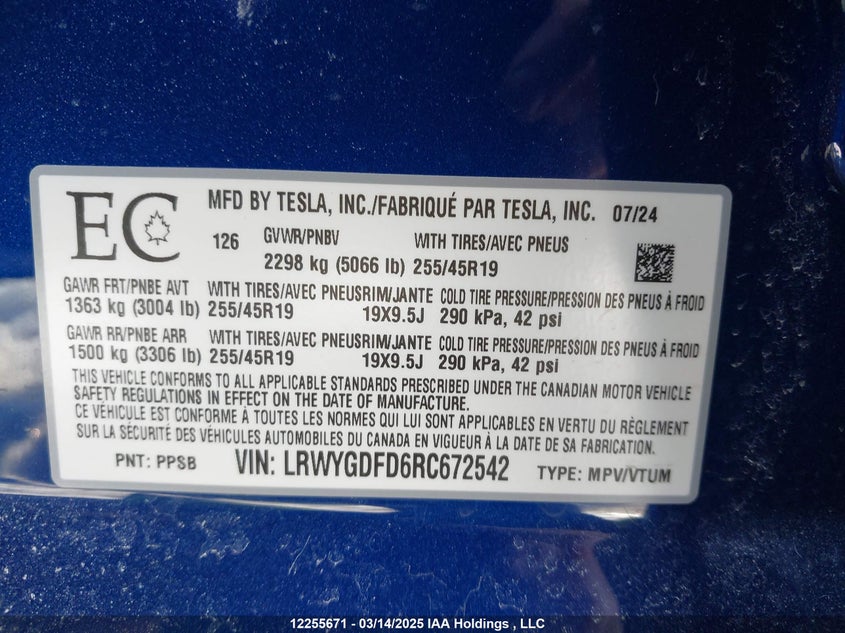 EC
MFD BY TESLA, INC./FABRIQUÉ PAR TESLA, INC. 07/24
126 GVWR/PNBV WITH TIRES/AVEC PNEUS
2298 kg (5066 lb) 255/45R19
GAWR FRT/PNBE AVT WITH TIRES/AVEC PNEUS RIM/JANTE COLD TIRE PRESSURE/PRESSION DES PNEUS À FROID
1363 kg (3004 lb) 255/45R19 19X9.5J 290 kPa, 42 psi
GAWR RR/PNBE ARR WITH TIRES/AVEC PNEUS RIM/JANTE COLD TIRE PRESSURE/PRESSION DES PNEUS À FROID
1500 kg (3306 lb) 255/45R19 19X9.5J 290 kPa, 42 psi
THIS VEHICLE CONFORMS TO ALL APPLICABLE STANDARDS PRESCRIBED UNDER THE CANADIAN MOTOR VEHICLE
SAFETY REGULATIONS IN EFFECT ON THE DATE OF MANUFACTURE.
CE VÉHICULE EST CONFORME À TOUTES LES NORMES QUI LUI SONT APPLICABLES EN VERTU DU RÈGLEMENT
SUR LA SÉCURITÉ DES VÉHICULES AUTOMOBILES DU CANADA EN VIGUEUR À LA DATE DE SA FABRICATION.
PNT: PPSB VIN: LRWYGDFD6RC672542 TYPE: MPV/VTUM
12255671 - 03/14/2025 IAA Holdings , LLC